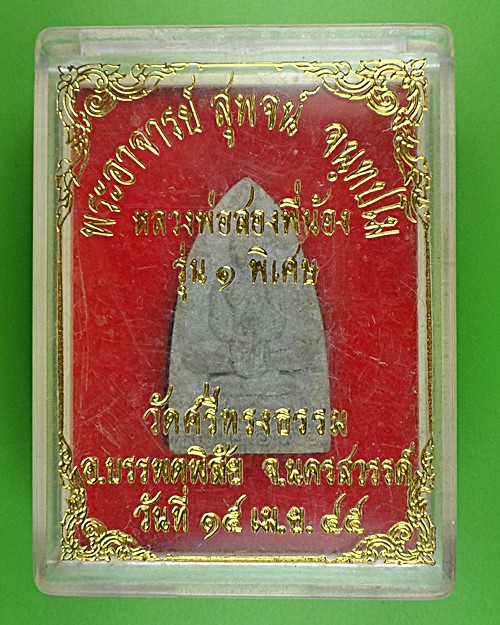 พระอาจารย์ สุพจน์ จนฺทปโม
หลวงพ่อสองพี่น้อง
รุ่น ๑ พิเศษ
วัดศรีทรงธรรม
อ.บรรพตพิสัย จ.นครสวรรค์
วันที่ ๑๕ เม.ย. ๔๕